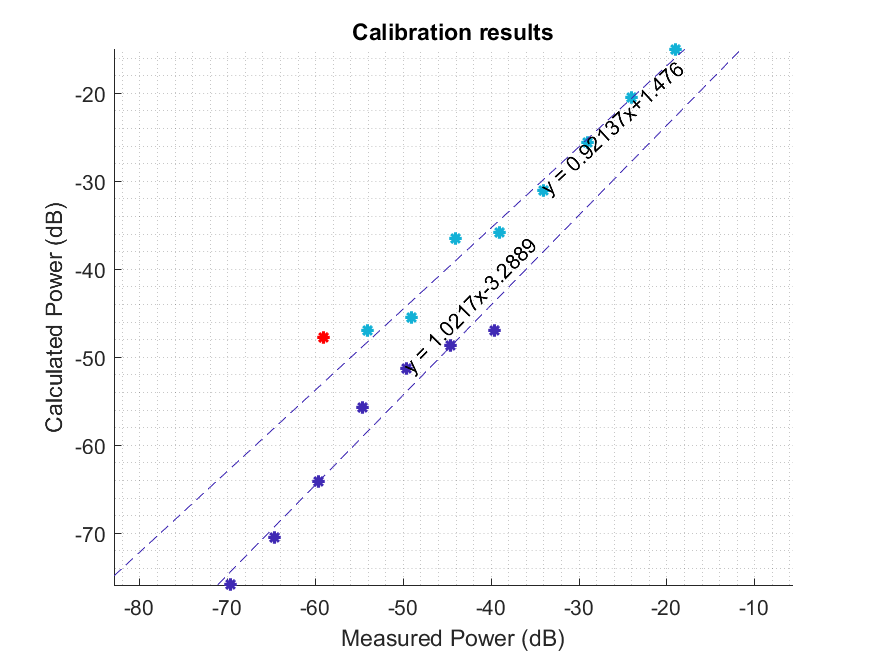 Calibration results
-20
-30
-40
-50
-60
-70
Calculated Power (dB)
y = 0.92137x+1.476
y = 1.0217x-3.2889
-80 -70 -60 -50 -40 -30 -20 -10
Measured Power (dB)